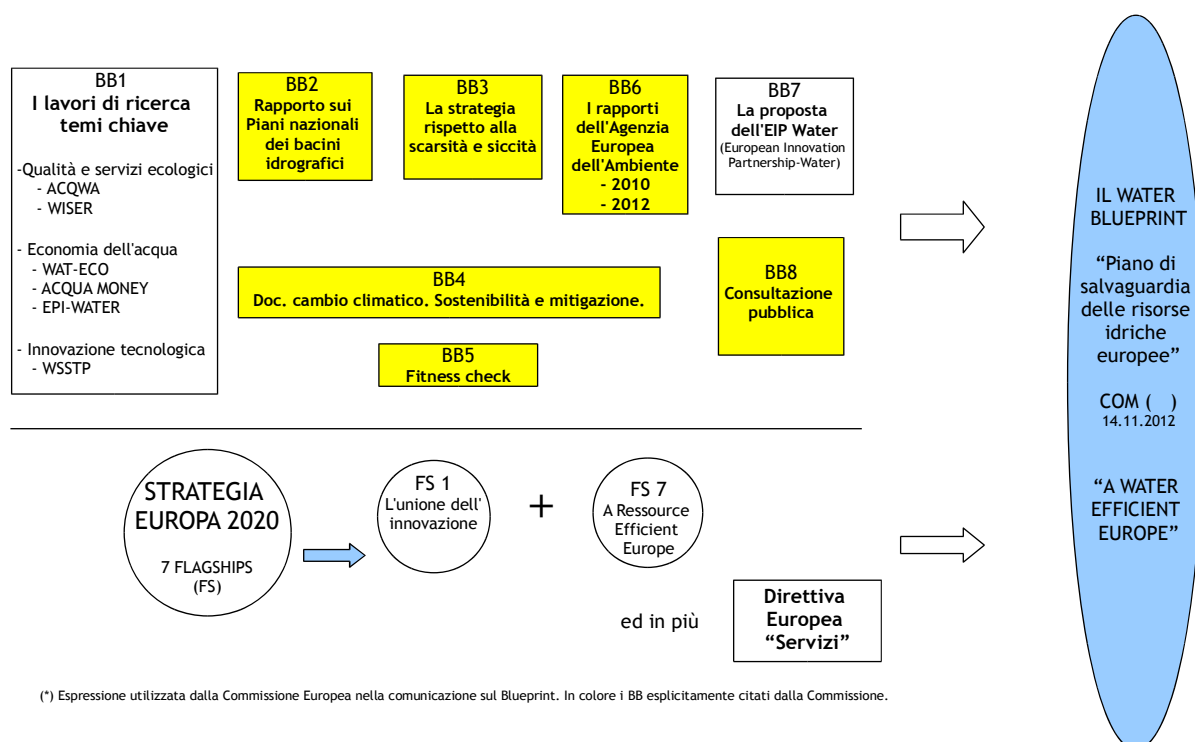 BB1
I lavori di ricerca
temi chiave
-Qualità e servizi ecologici
- ACQWA
- WISER
- Economia dell'acqua
- WAT-ECO
- ACQUA MONEY
- EPI-WATER
- Innovazione tecnologica
- WSSTP
BB2
Rapporto sui
Piani nazionali
dei bacini
idrografici
BB3
La strategia
rispetto alla
scarsità e siccità
BB6
I rapporti
dell'Agenzia
Europea
dell'Ambiente
- 2010
- 2012
BB7
La proposta
dell'EIP Water
(European Innovation
Partnership-Water)
BB4
Doc. cambio climatico. Sostenibilità e mitigazione.
BB8
Consultazione
pubblica
BB5
Fitness check
STRATEGIA
EUROPA 2020
7 FLAGSHIPS
(FS)
FS 1
L'unione dell'
innovazione
+
FS 7
A Ressource
Efficient
Europe
ed in più
Direttiva
Europea
“Servizi”
IL WATER
BLUEPRINT
“Piano di
salvaguardia
delle risorse
idriche
europee”
COM ( )
14.11.2012
“A WATER
EFFICIENT
EUROPE”
(*) Espressione utilizzata dalla Commissione Europea nella comunicazione sul Blueprint. In colore i BB esplicitamente citati dalla Commissione.